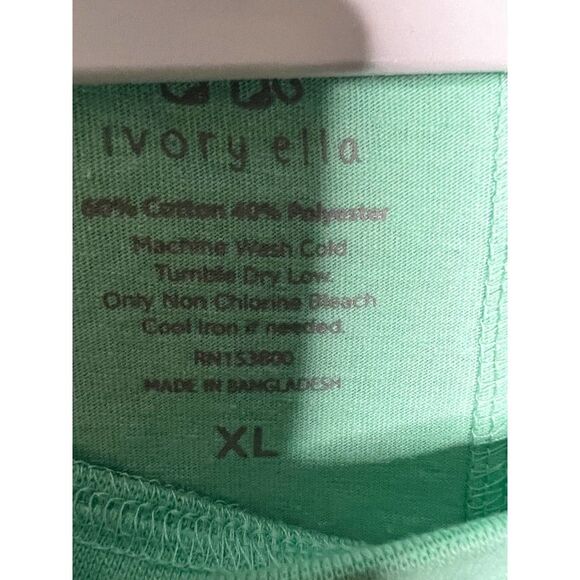 ivory ella
60% Cotton 40% Polyester
Machine Wash Cold.
Tumble Dry Low.
Only Non Chlorine Bleach
Cool Iron if needed.
RN153800
MADE IN BANGLADESH
XL